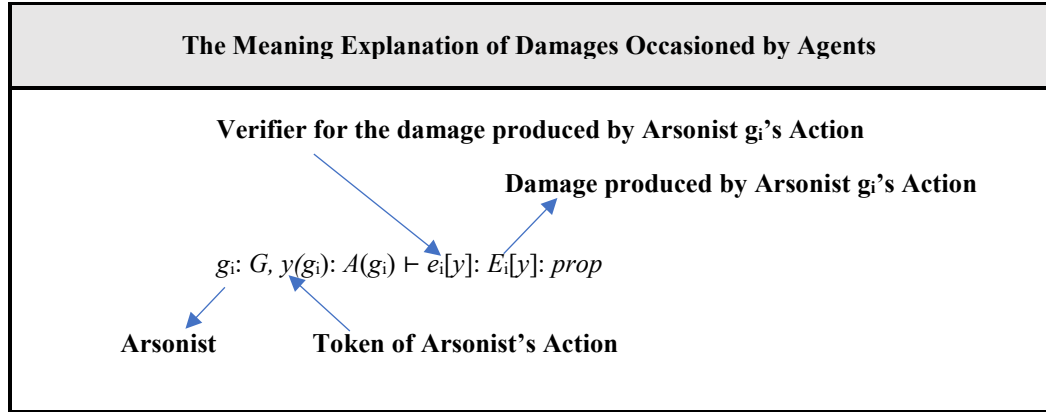 The Meaning Explanation of Damages Occasioned by Agents
Verifier for the damage produced by Arsonist gᵢ’s Action
Damage produced by Arsonist gᵢ’s Action
gᵢ: G, y(gᵢ): A(gᵢ) ⊢ eᵢ[y]: Eᵢ[y]: prop
Arsonist Token of Arsonist’s Action